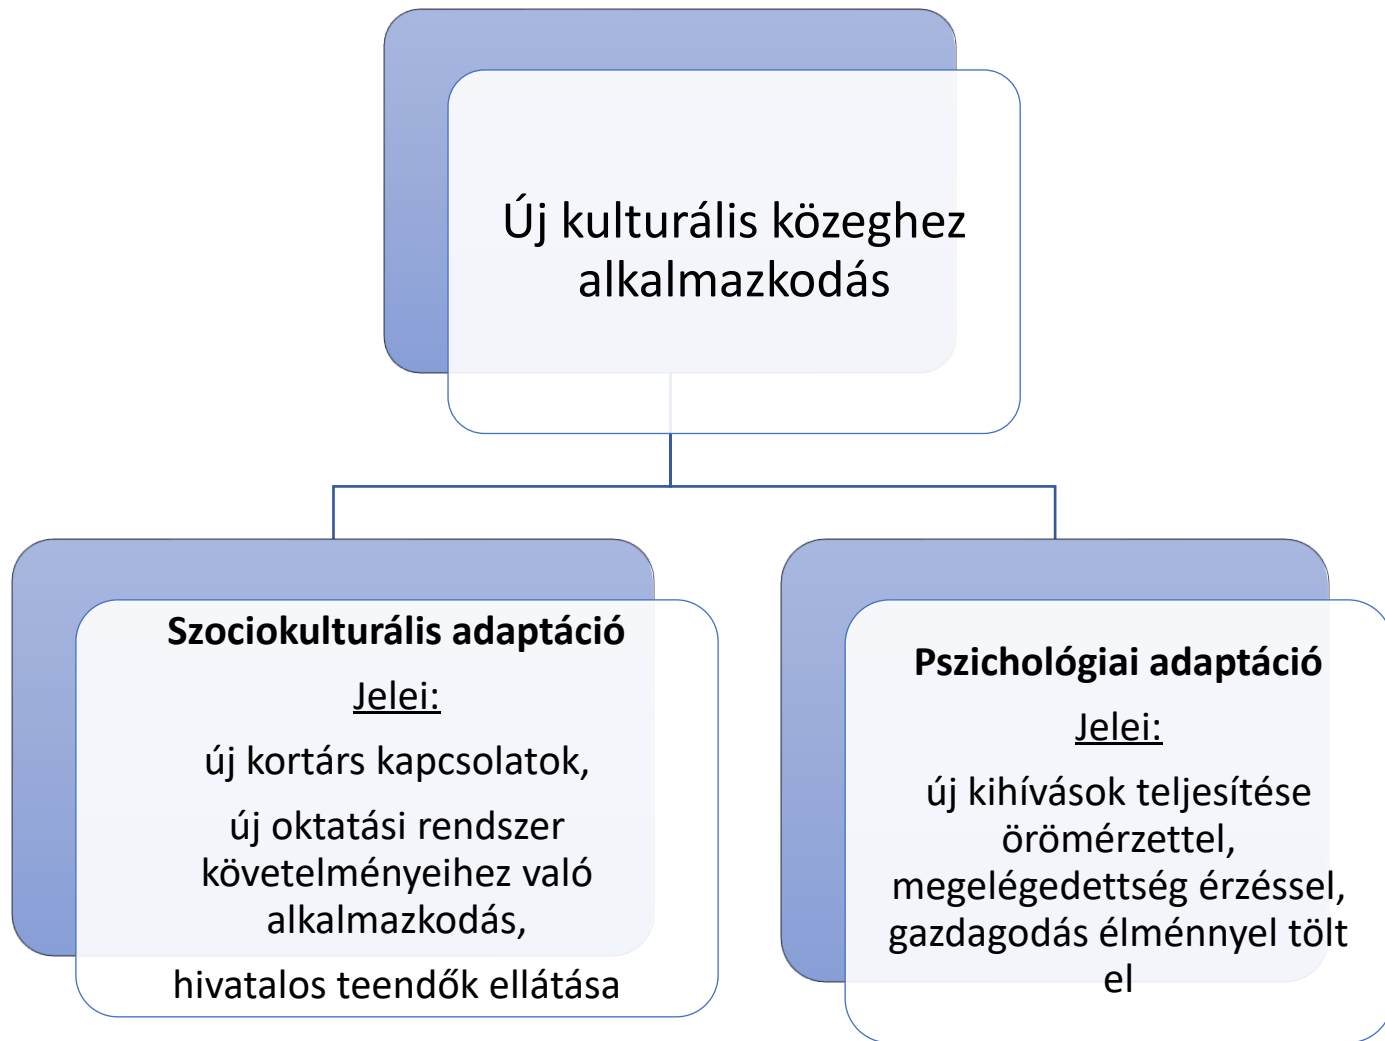 Új kulturális közeghez
alkalmazkodás
Szociokulturális adaptáció
Jelei:
új kortárs kapcsolatok,
új oktatási rendszer
követelményeihez való
alkalmazkodás,
hivatalos teendők ellátása
Pszichológiai adaptáció
Jelei:
új kihívások teljesítése
örömérzettel,
megelégedettség érzéssel,
gazdagodás élménnyel tölt
el